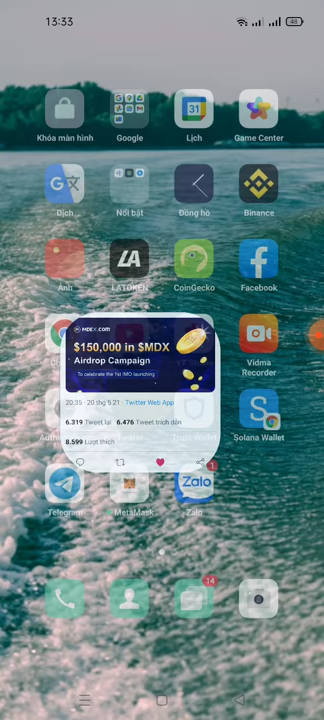 13:33
48
Khóa màn hình
Google
31
Lịch
Game Center
G
Dịch
Nổi bật
Đồng hồ
Binance
Ảnh
LA
LATOKEN
CoinGecko
Facebook
MDEX.COM
$150,000 in $MDX
Airdrop Campaign
To celebrate the 1st IMO launching
20:35 · 20 thg 5 21 · Twitter Web App
6.319 Tweet lại 6.476 Tweet trích dẫn
8.599 Lượt thích
Vidma
Recorder
Trust Wallet
Solana Wallet
1
Telegram
MetaMask
Zalo
Zalo
14